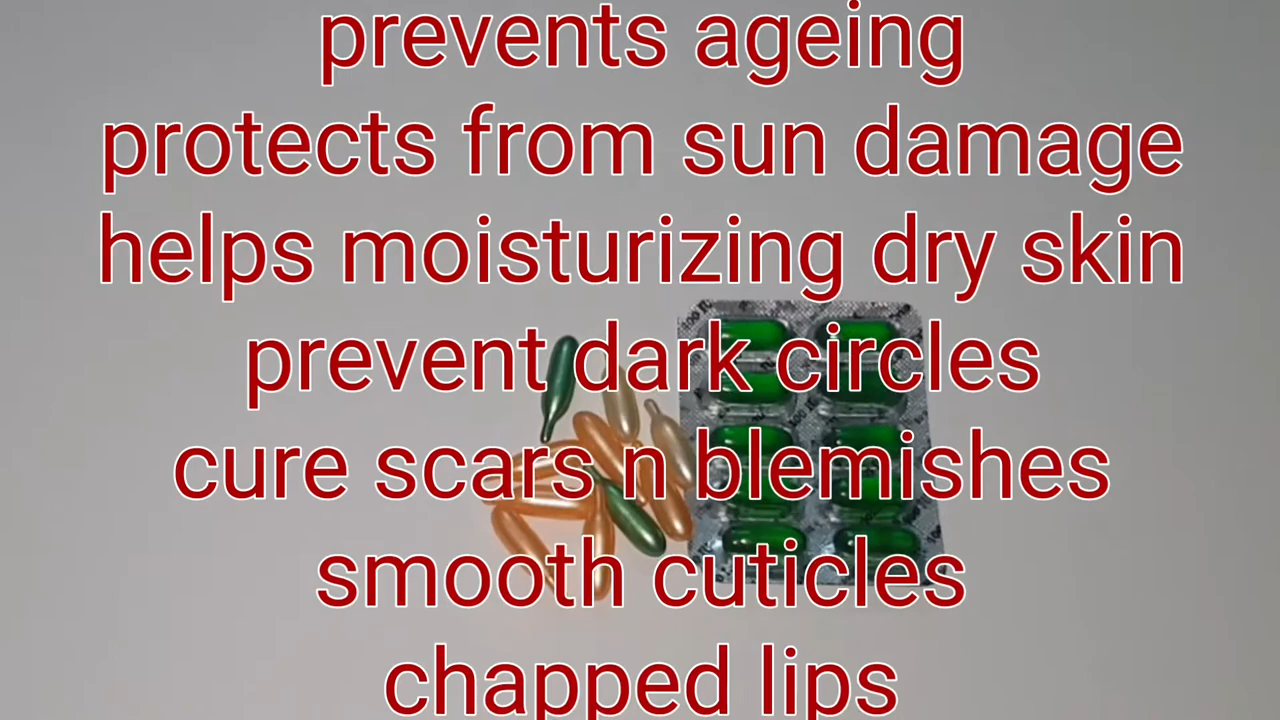 prevents ageing
protects from sun damage
helps moisturizing dry skin
prevent dark circles
cure scars n blemishes
smooth cuticles
chapped lips